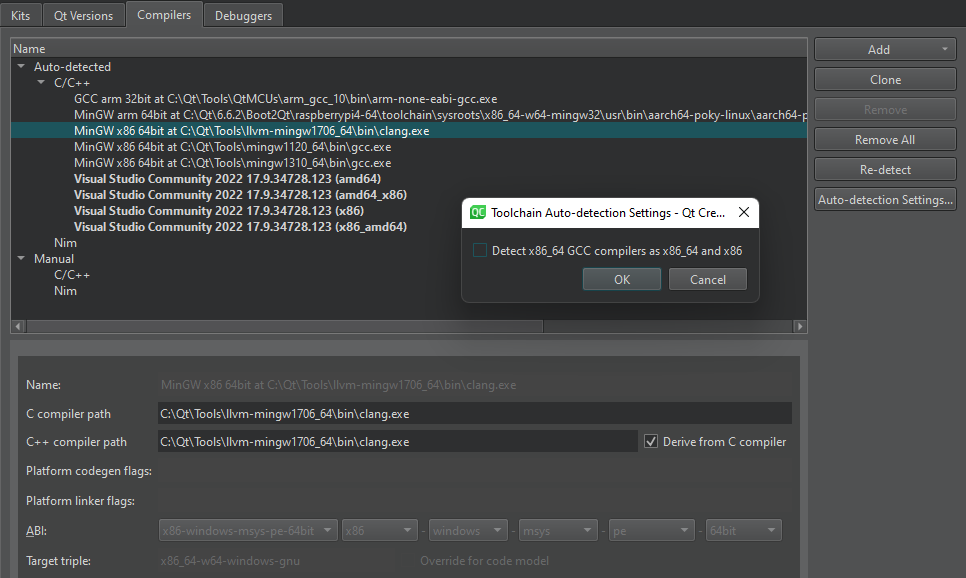 Kits
Qt Versions
Compilers
Debuggers
Name
Auto-detected
C/C++
GCC arm 32bit at C:\Qt\Tools\QtMCUs\arm_gcc_10\bin\arm-none-eabi-gcc.exe
MinGW arm 64bit at C:\Qt\6.6.2\Boot2Qt\raspberrypi4-64\toolchain\sysroots\x86_64-w64-mingw32\usr\bin\aarch64-poky-linux\aarch64-p
MinGW x86 64bit at C:\Qt\Tools\llvm-mingw1706_64\bin\clang.exe
MinGW x86 64bit at C:\Qt\Tools\mingw1120_64\bin\gcc.exe
MinGW x86 64bit at C:\Qt\Tools\mingw1310_64\bin\gcc.exe
Visual Studio Community 2022 17.9.34728.123 (amd64)
Visual Studio Community 2022 17.9.34728.123 (amd64_x86)
Visual Studio Community 2022 17.9.34728.123 (x86)
Visual Studio Community 2022 17.9.34728.123 (x86_amd64)
Nim
Manual
C/C++
Nim
Add
Clone
Remove
Remove All
Re-detect
Auto-detection Settings...
QC Toolchain Auto-detection Settings - Qt Cre...
Detect x86_64 GCC compilers as x86_64 and x86
OK
Cancel
Name: MinGW x86 64bit at C:\Qt\Tools\llvm-mingw1706_64\bin\clang.exe
C compiler path C:\Qt\Tools\llvm-mingw1706_64\bin\clang.exe
C++ compiler path C:\Qt\Tools\llvm-mingw1706_64\bin\clang.exe Derive from C compiler
Platform codegen flags:
Platform linker flags:
ABI: x86-windows-msys-pe-64bit x86 - windows - msys - pe - 64bit
Target triple: x86_64-w64-windows-gnu Override for code model